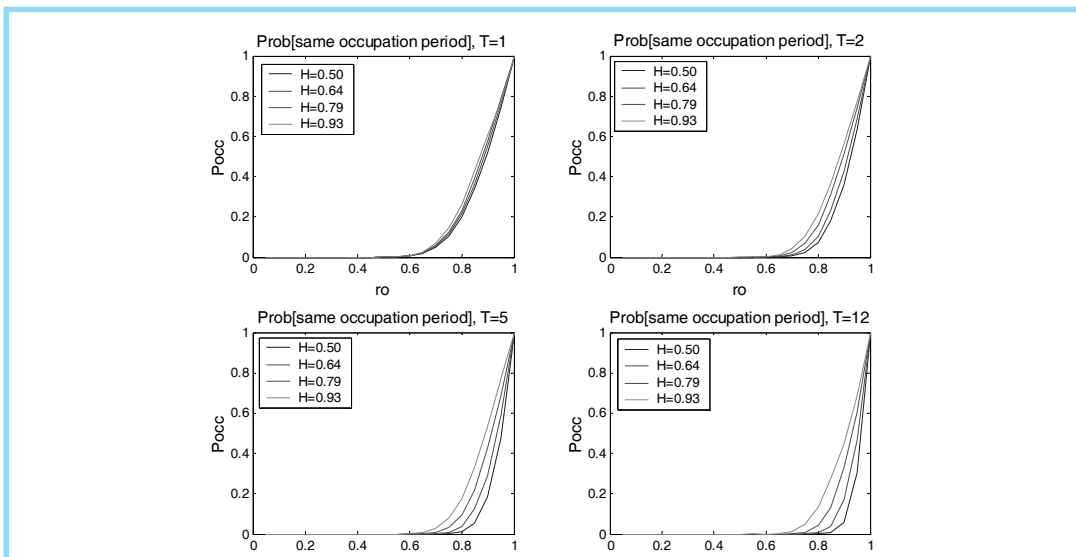 Prob[same occupation period], T=1
1
0.8
0.6
0.4
0.2
0
Pocc
H=0.50
H=0.64
H=0.79
H=0.93
0 0.2 0.4 0.6 0.8 1
ro
Prob[same occupation period], T=2
1
0.8
0.6
0.4
0.2
0
Pocc
H=0.50
H=0.64
H=0.79
H=0.93
0 0.2 0.4 0.6 0.8 1
ro
Prob[same occupation period], T=5
1
0.8
0.6
0.4
0.2
0
Pocc
H=0.50
H=0.64
H=0.79
H=0.93
0 0.2 0.4 0.6 0.8 1
Prob[same occupation period], T=12
1
0.8
0.6
0.4
0.2
0
Pocc
H=0.50
H=0.64
H=0.79
H=0.93
0 0.2 0.4 0.6 0.8 1